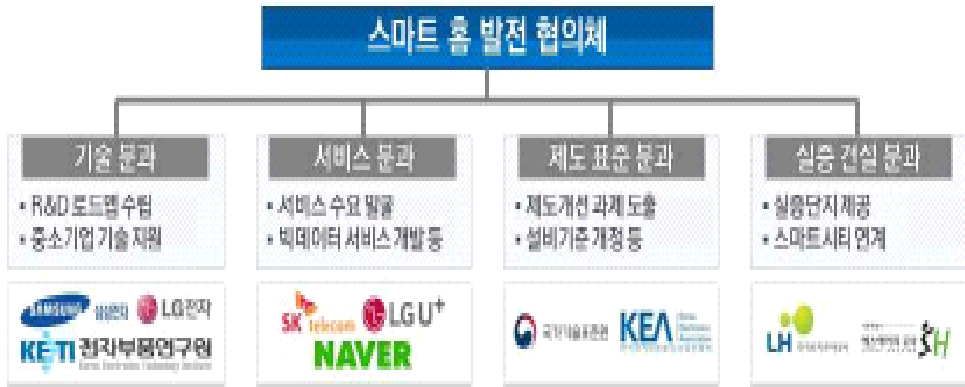 스마트 홈 발전 협의체
기술 분과
• R&D 로드맵 수립
• 중소기업 기술 지원
SAMSUNG 삼성전자 LG전자
KETI 전자부품연구원
서비스 분과
• 서비스 수요 발굴
• 빅데이터 서비스 개발 등
SK telecom LG U+
NAVER
제도 표준 분과
• 제도개선 과제 도출
• 설비기준 개정 등
국가기술표준원 KEA
실증 건설 분과
• 실증단지 제공
• 스마트시티 연계
LH SH